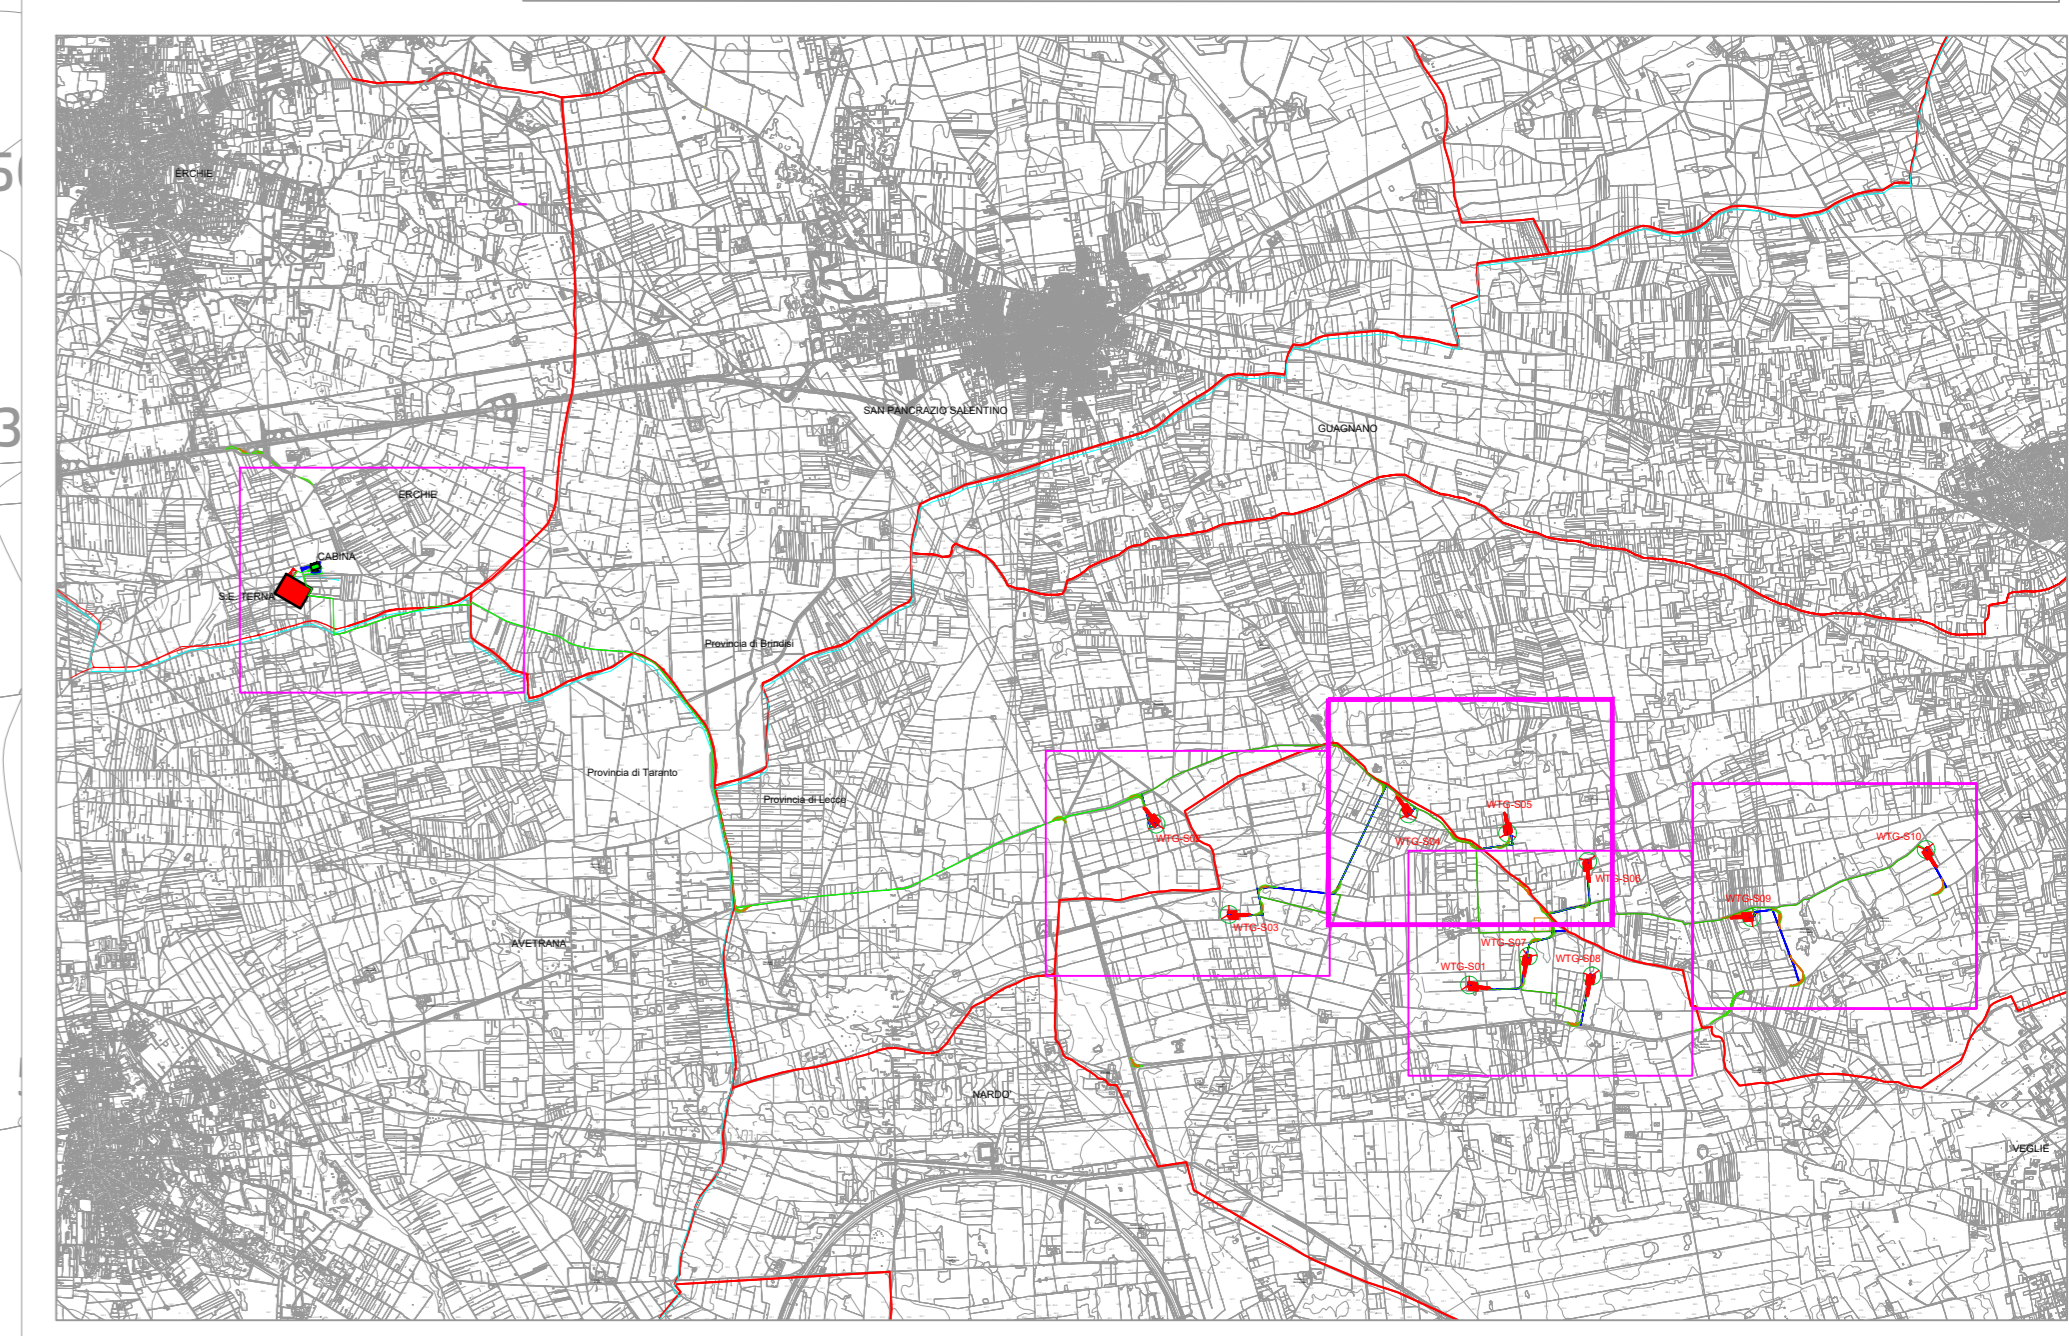 ERCHIE
SAN PANCRAZIO SALENTINO
GUAGNANO
ERCHIE
CABINA
S.E. TERNA
Provincia di Brindisi
Provincia di Taranto
Provincia di Lecce
WTG-S05
WTG-S04
WTG-S10
WTG-S06
WTG-S09
WTG-S03
AVETRANA
WTG-S07
WTG-S08
WTG-S01
NARDO'
VEGLIE